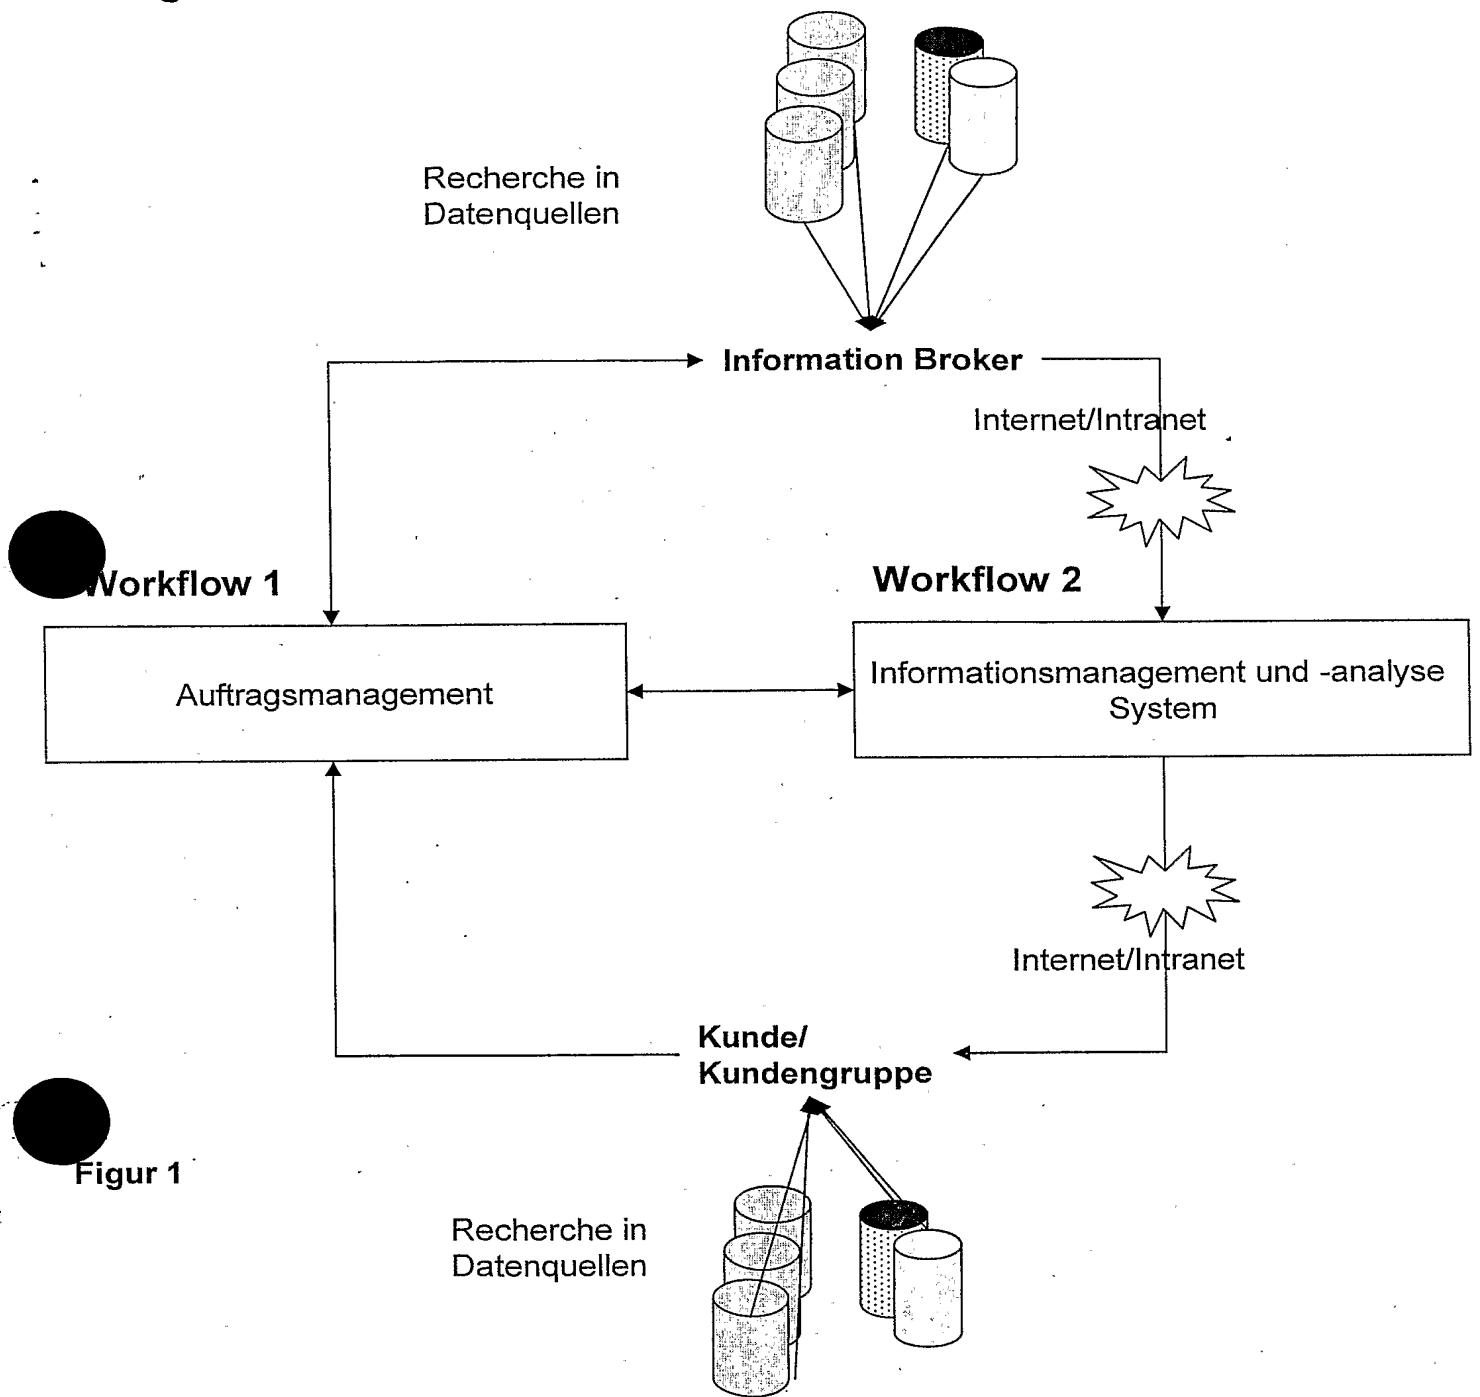 Recherche in
Datenquellen
Information Broker
Internet/Intranet
Workflow 1
Workflow 2
Auftragsmanagement
Informationsmanagement und -analyse
System
Internet/Intranet
Kunde/
Kundengruppe
Figur 1
Recherche in
Datenquellen